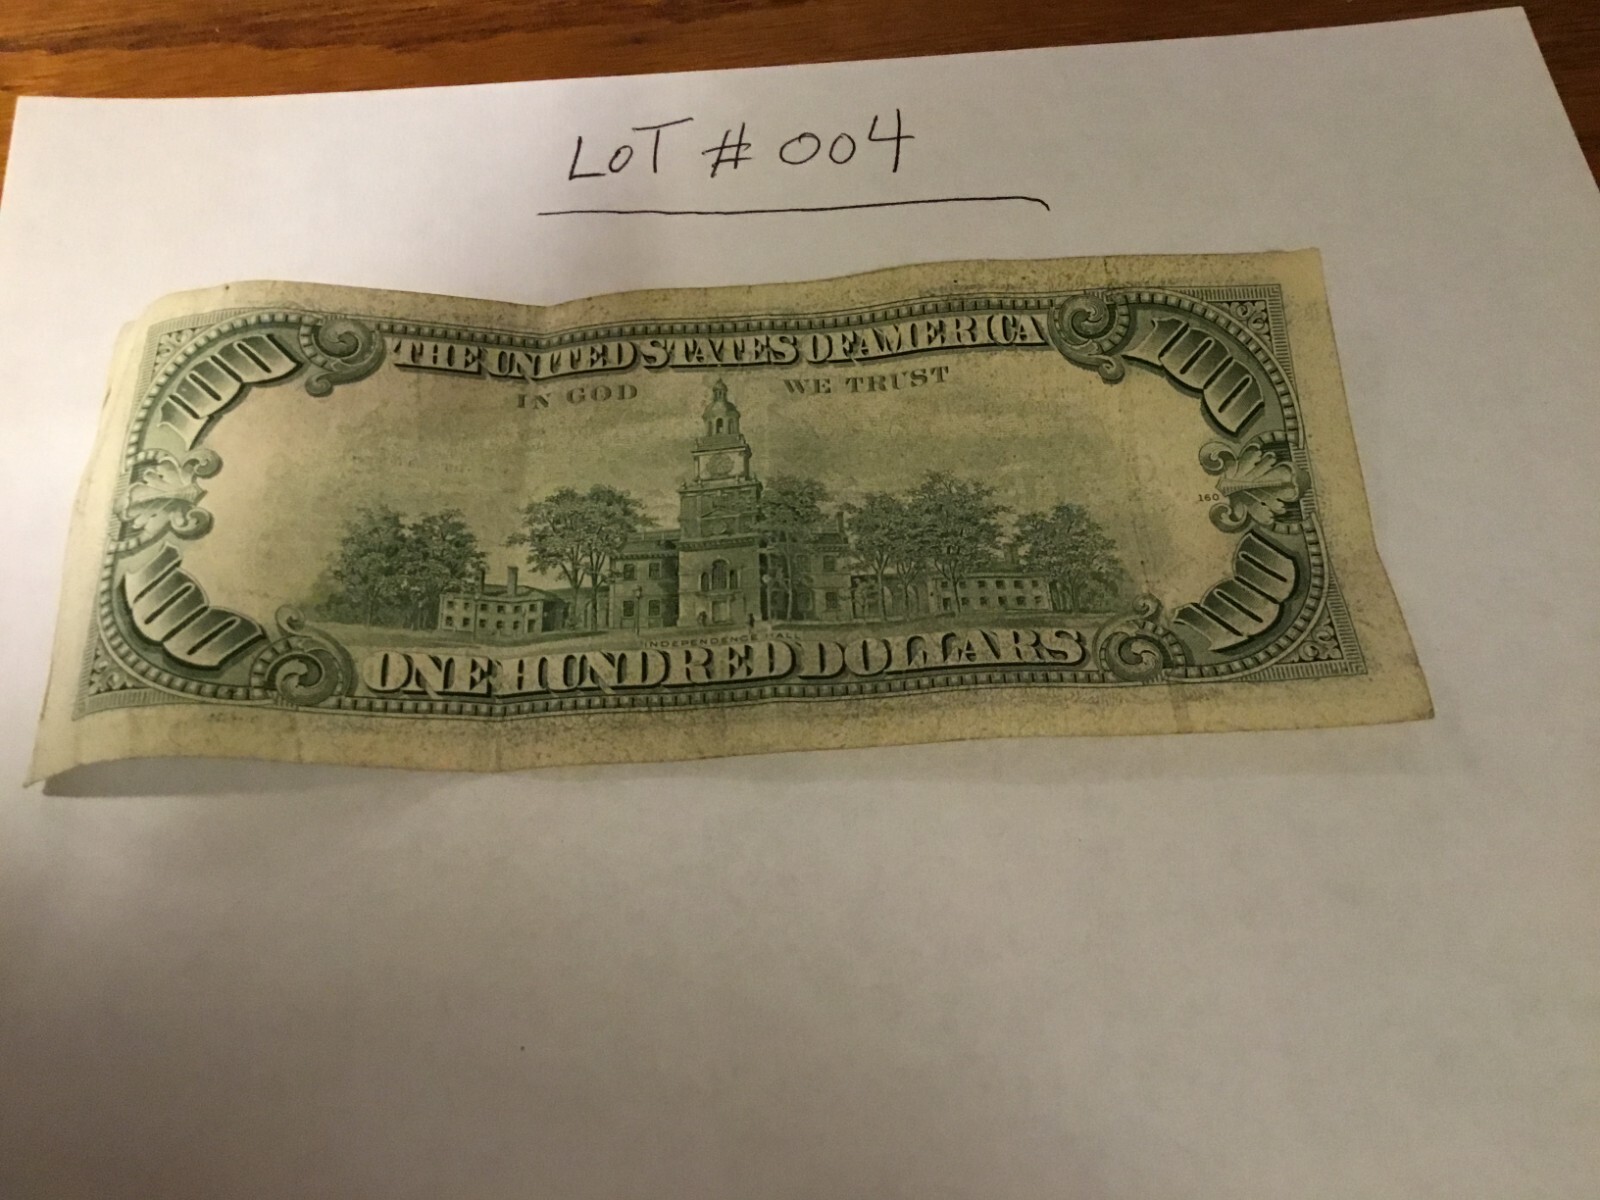 LOT # 004
100 THE UNITED STATES OF AMERICA 100
IN GOD WE TRUST
160
INDEPENDENCE HALL
100 ONE HUNDRED DOLLARS 100